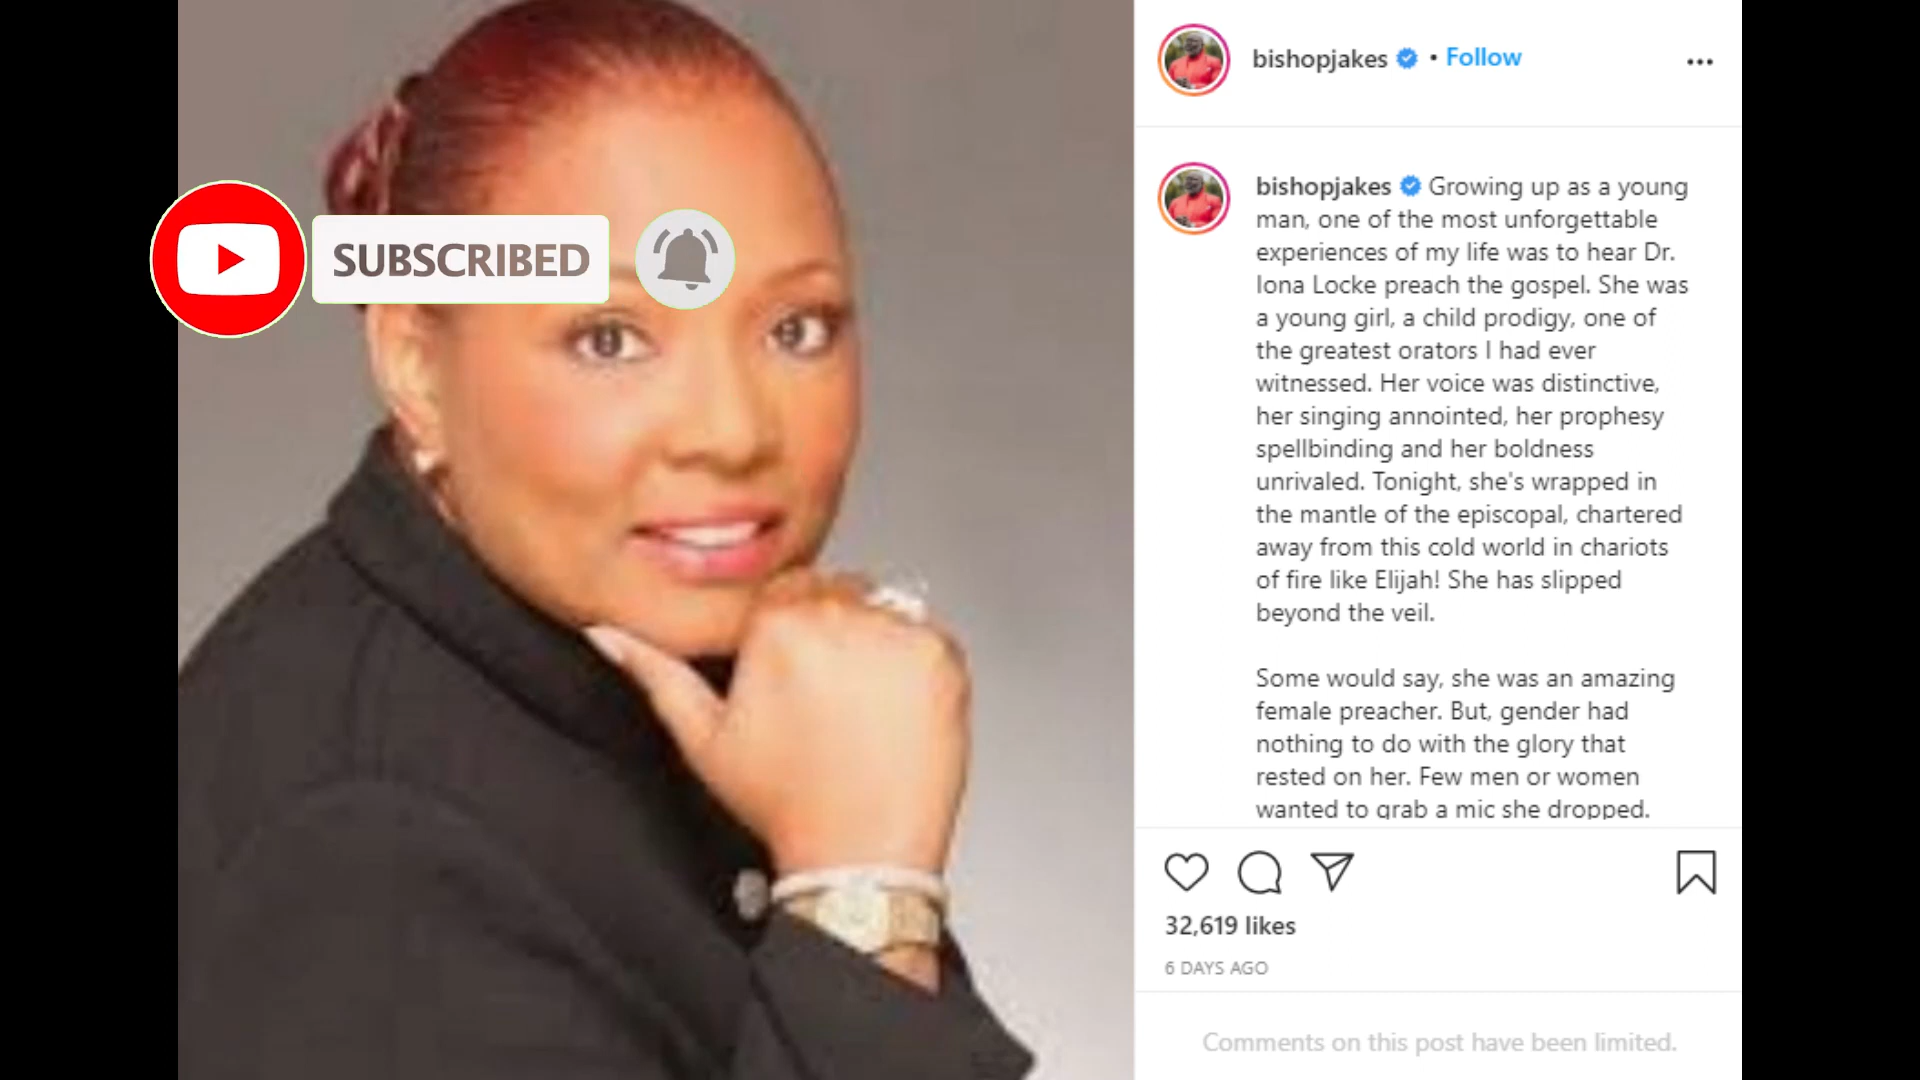 SUBSCRIBED
bishopjakes • Follow
bishopjakes Growing up as a young
man, one of the most unforgettable
experiences of my life was to hear Dr.
Iona Locke preach the gospel. She was
a young girl, a child prodigy, one of
the greatest orators I had ever
witnessed. Her voice was distinctive,
her singing annointed, her prophesy
spellbinding and her boldness
unrivaled. Tonight, she's wrapped in
the mantle of the episcopal, chartered
away from this cold world in chariots
of fire like Elijah! She has slipped
beyond the veil.
Some would say, she was an amazing
female preacher. But, gender had
nothing to do with the glory that
rested on her. Few men or women
wanted to grab a mic she dropped.
32,619 likes
6 DAYS AGO
Comments on this post have been limited.